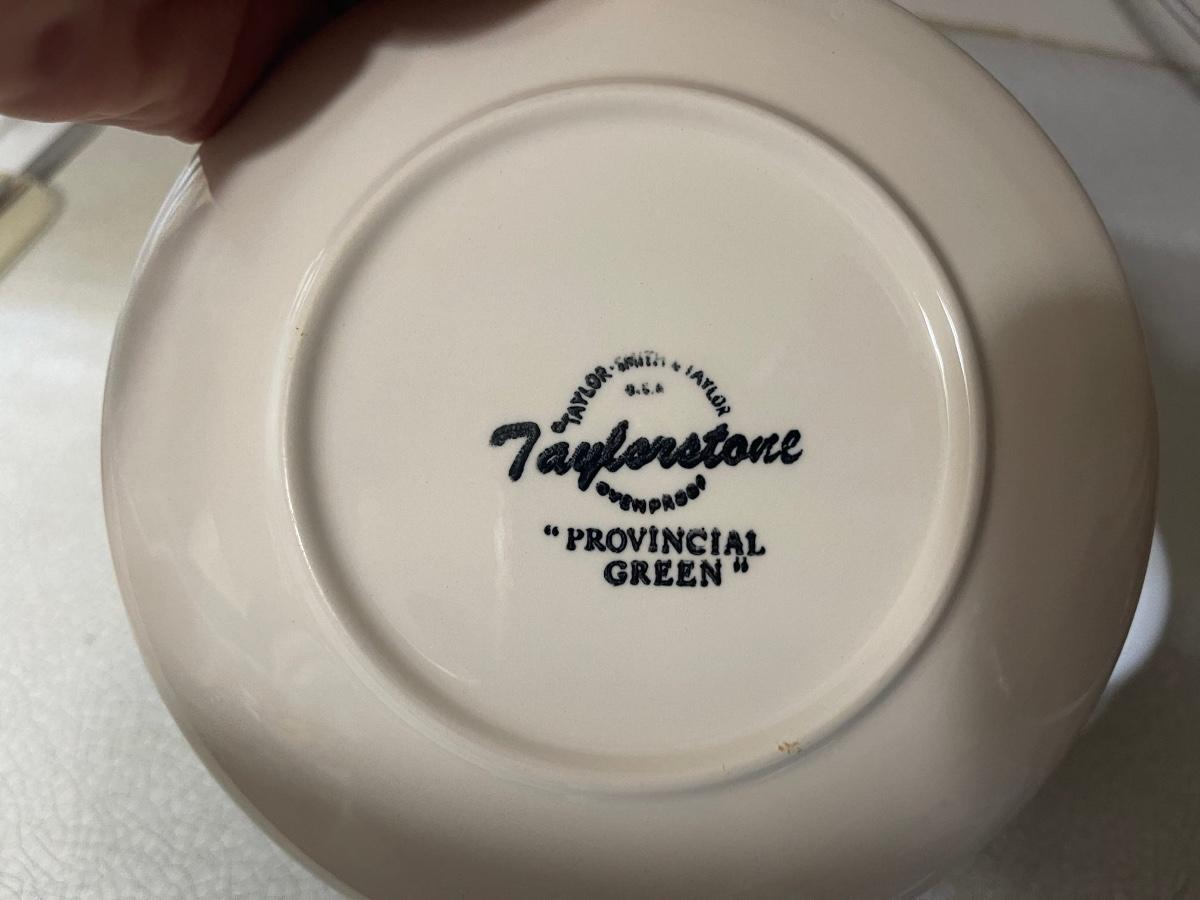 TAYLOR·SMITH & TAYLOR
U.S.A
Taylorstone
OVENPROOF
“PROVINCIAL
GREEN”